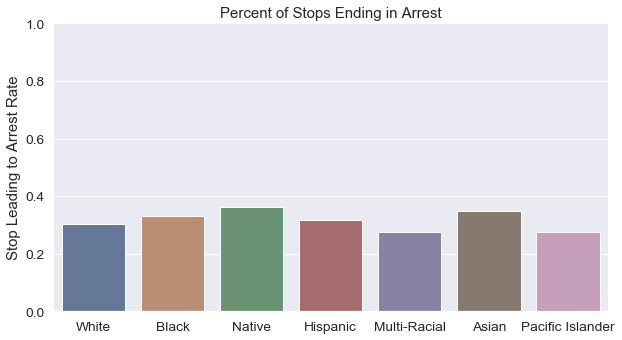 Percent of Stops Ending in Arrest
Stop Leading to Arrest Rate
1.0
0.8
0.6
0.4
0.2
0.0
White Black Native Hispanic Multi-Racial Asian Pacific Islander